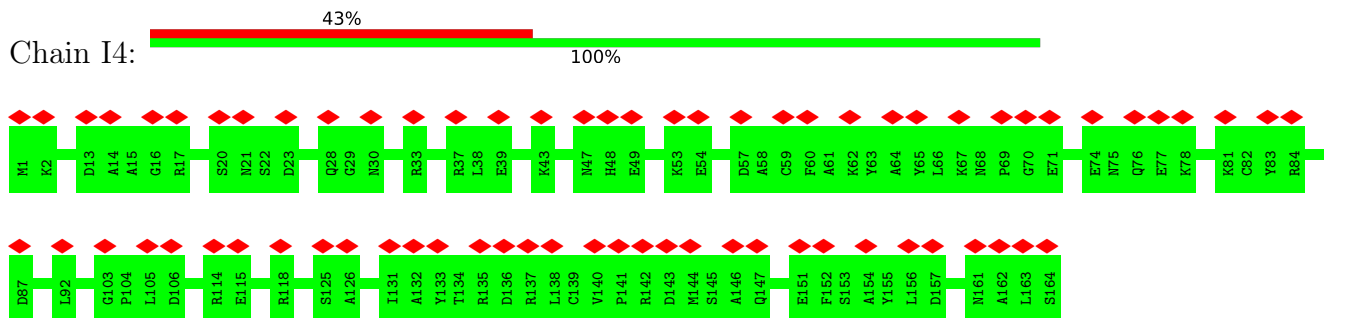 43%
Chain I4:
100%
M1 K2 D13 A14 A15 G16 R17 S20 N21 S22 D23 Q28 G29 N30 R33 R37 L38 E39 K43 N47 H48 E49 K53 E54 D57 A58 C59 F60 A61 K62 Y63 A64 Y65 L66 K67 N68 P69 G70 E71 E74 N75 Q76 E77 K78 K81 C82 Y83 R84
D87 L92 G103 P104 L105 D106 R114 E115 R118 S125 A126 I131 A132 Y133 T134 R135 D136 R137 L138 C139 V140 P141 R142 D143 M144 S145 A146 Q147 E151 F152 S153 A154 Y155 L156 D157 N161 A162 L163 S164